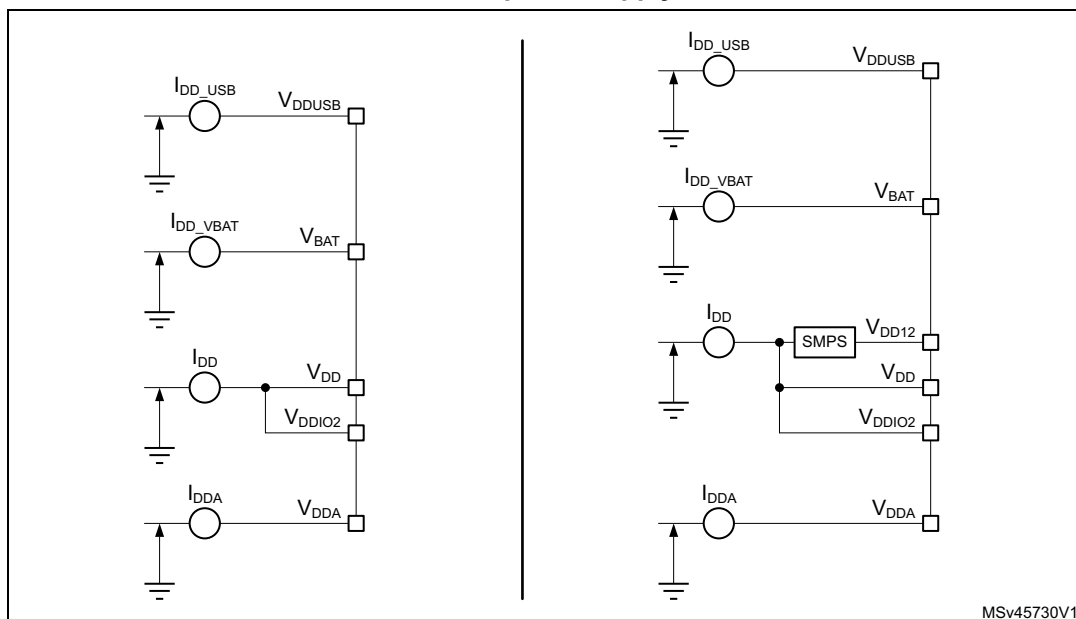 I_DD_USB V_DDUSB
I_DD_VBAT V_BAT
I_DD V_DD
V_DDIO2
I_DDA V_DDA
I_DD_USB V_DDUSB
I_DD_VBAT V_BAT
I_DD SMPS V_DD12
V_DD
V_DDIO2
I_DDA V_DDA
MSv45730V1